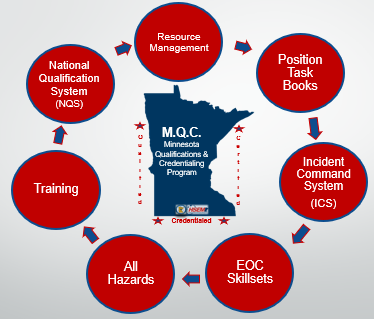 Resource
Management
Position
Task
Books
Incident
Command
System
(ICS)
EOC
Skillsets
All
Hazards
Training
National
Qualification
System
(NQS)
M.Q.C.
Minnesota
Qualifications &
Credentialing
Program
Qualified
Certified
Credentialed